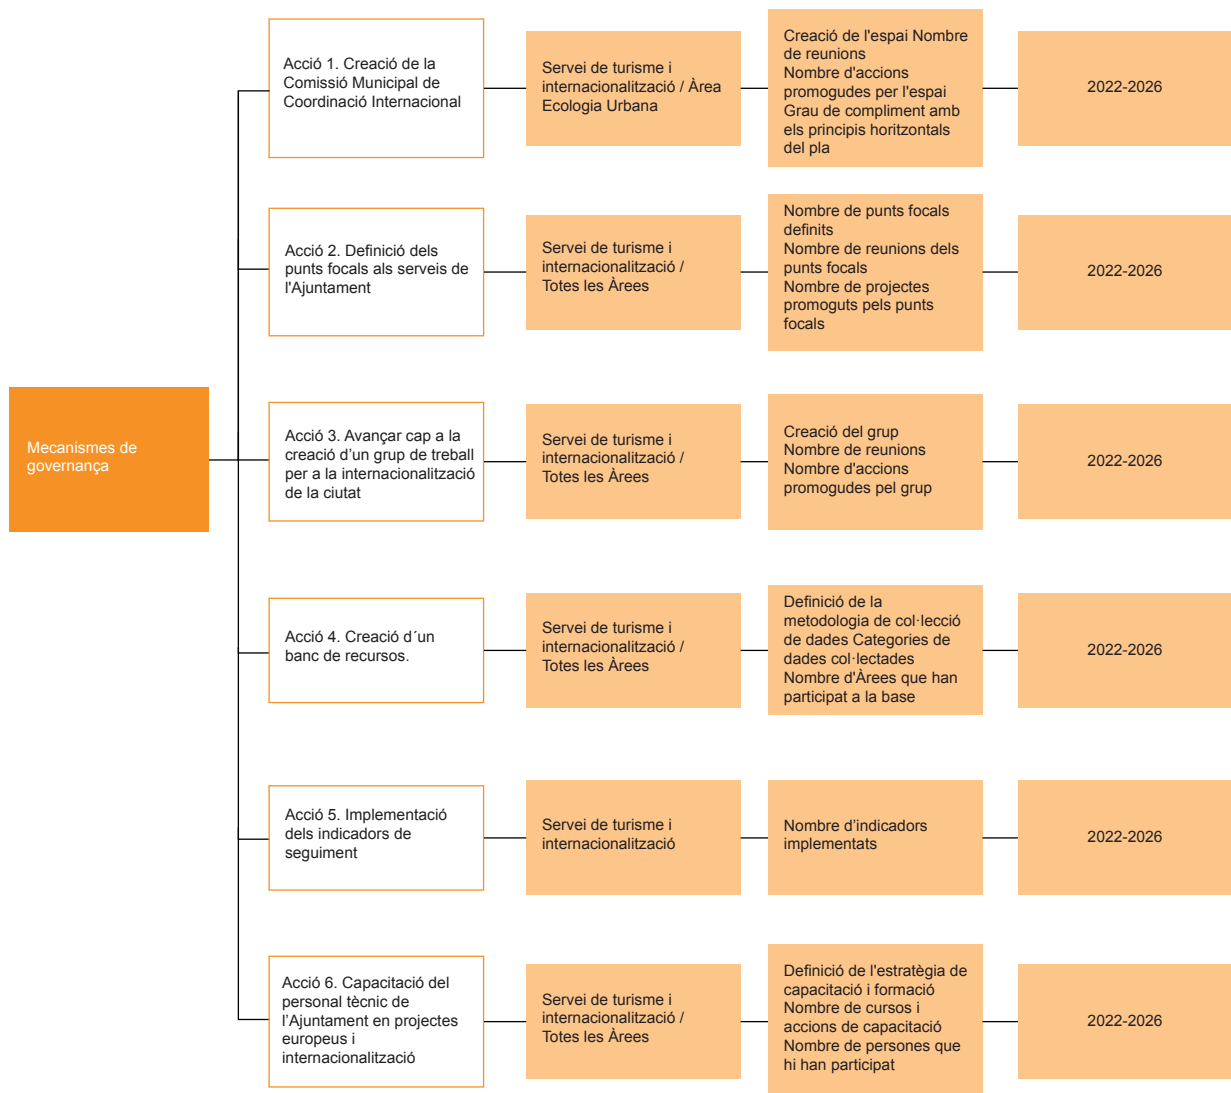 Mecanismes de
governança
Acció 1. Creació de la
Comissió Municipal de
Coordinació Internacional
Servei de turisme i
internacionalització / Àrea
Ecologia Urbana
Creació de l'espai Nombre
de reunions
Nombre d'accions
promogudes per l'espai
Grau de compliment amb
els principis horitzontals
del pla
2022-2026
Acció 2. Definició dels
punts focals als serveis de
l'Ajuntament
Servei de turisme i
internacionalització /
Totes les Àrees
Nombre de punts focals
definits
Nombre de reunions dels
punts focals
Nombre de projectes
promoguts pels punts
focals
2022-2026
Acció 3. Avançar cap a la
creació d’un grup de treball
per a la internacionalització
de la ciutat
Servei de turisme i
internacionalització /
Totes les Àrees
Creació del grup
Nombre de reunions
Nombre d'accions
promogudes pel grup
2022-2026
Acció 4. Creació d´un
banc de recursos.
Servei de turisme i
internacionalització /
Totes les Àrees
Definició de la
metodologia de col·lecció
de dades Categories de
dades col·lectades
Nombre d'Àrees que han
participat a la base
2022-2026
Acció 5. Implementació
dels indicadors de
seguiment
Servei de turisme i
internacionalització
Nombre d’indicadors
implementats
2022-2026
Acció 6. Capacitació del
personal tècnic de
l’Ajuntament en projectes
europeus i
internacionalització
Servei de turisme i
internacionalització /
Totes les Àrees
Definició de l'estratègia de
capacitació i formació
Nombre de cursos i
accions de capacitació
Nombre de persones que
hi han participat
2022-2026